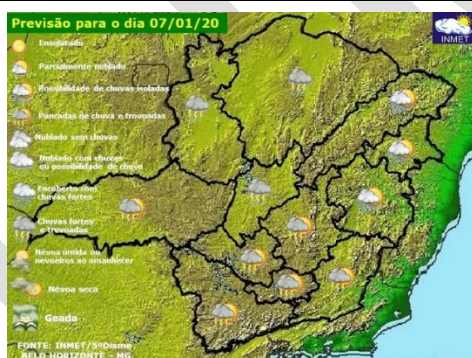 Previsão para o dia 07/01/20
INMET
Ensolarado
Parcialmente nublado
Possibilidade de chuvas isoladas
Pancadas de chuva e trovoadas
Nublado sem chuvas
Nublado com chuvas
ou possibilidade de chuva
Encoberto com
chuvas fortes
Chuvas fortes
e trovoadas
Névoa úmida ou
nevoeiros ao amanhecer
Névoa seca
Geada
FONTE: INMET/5ºDisme
BELO HORIZONTE - MG